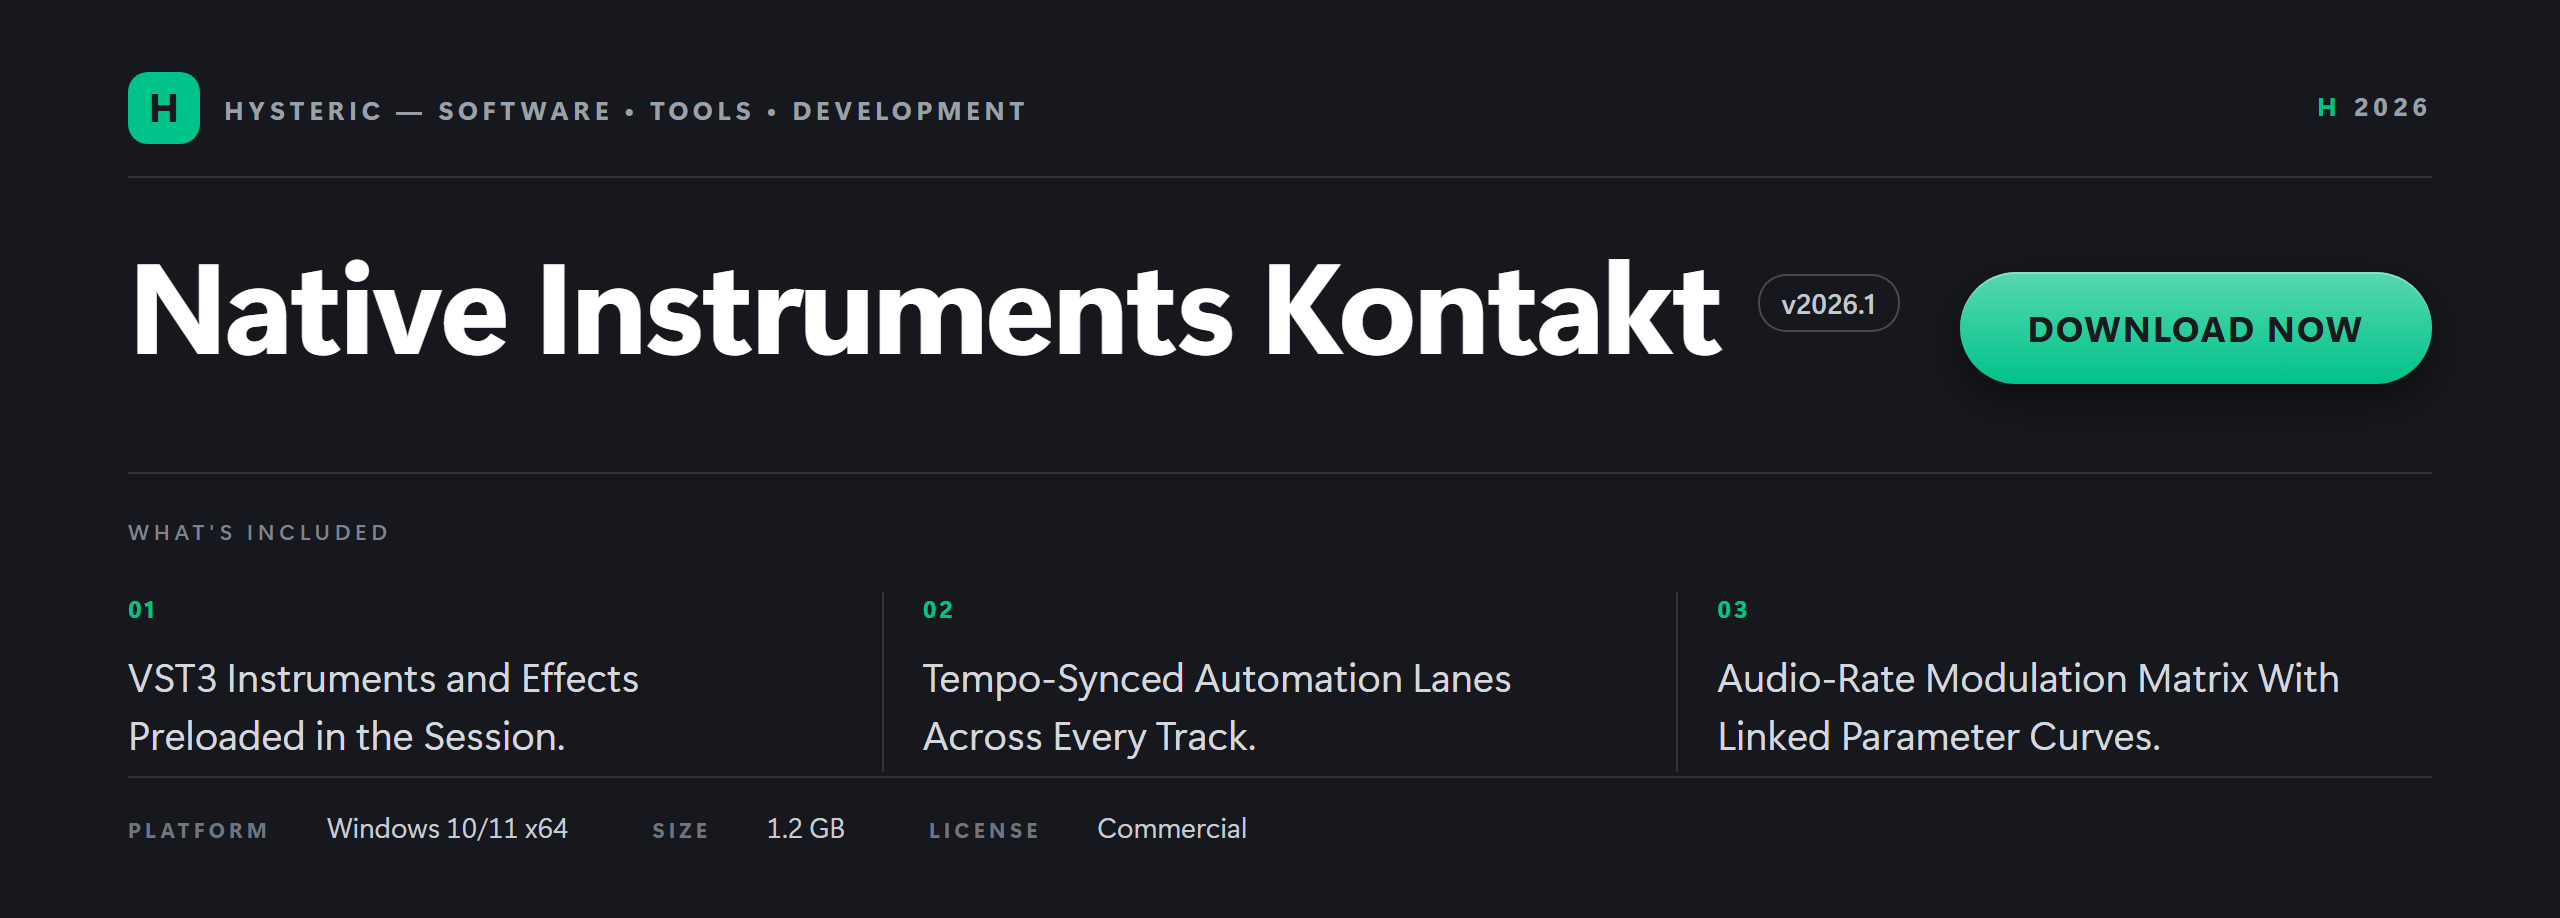 H HYSTERIC — SOFTWARE • TOOLS • DEVELOPMENT
H 2026
Native Instruments Kontakt v2026.1
DOWNLOAD NOW
WHAT'S INCLUDED
01
VST3 Instruments and Effects
Preloaded in the Session.
02
Tempo-Synced Automation Lanes
Across Every Track.
03
Audio-Rate Modulation Matrix With
Linked Parameter Curves.
PLATFORM Windows 10/11 x64 SIZE 1.2 GB LICENSE Commercial